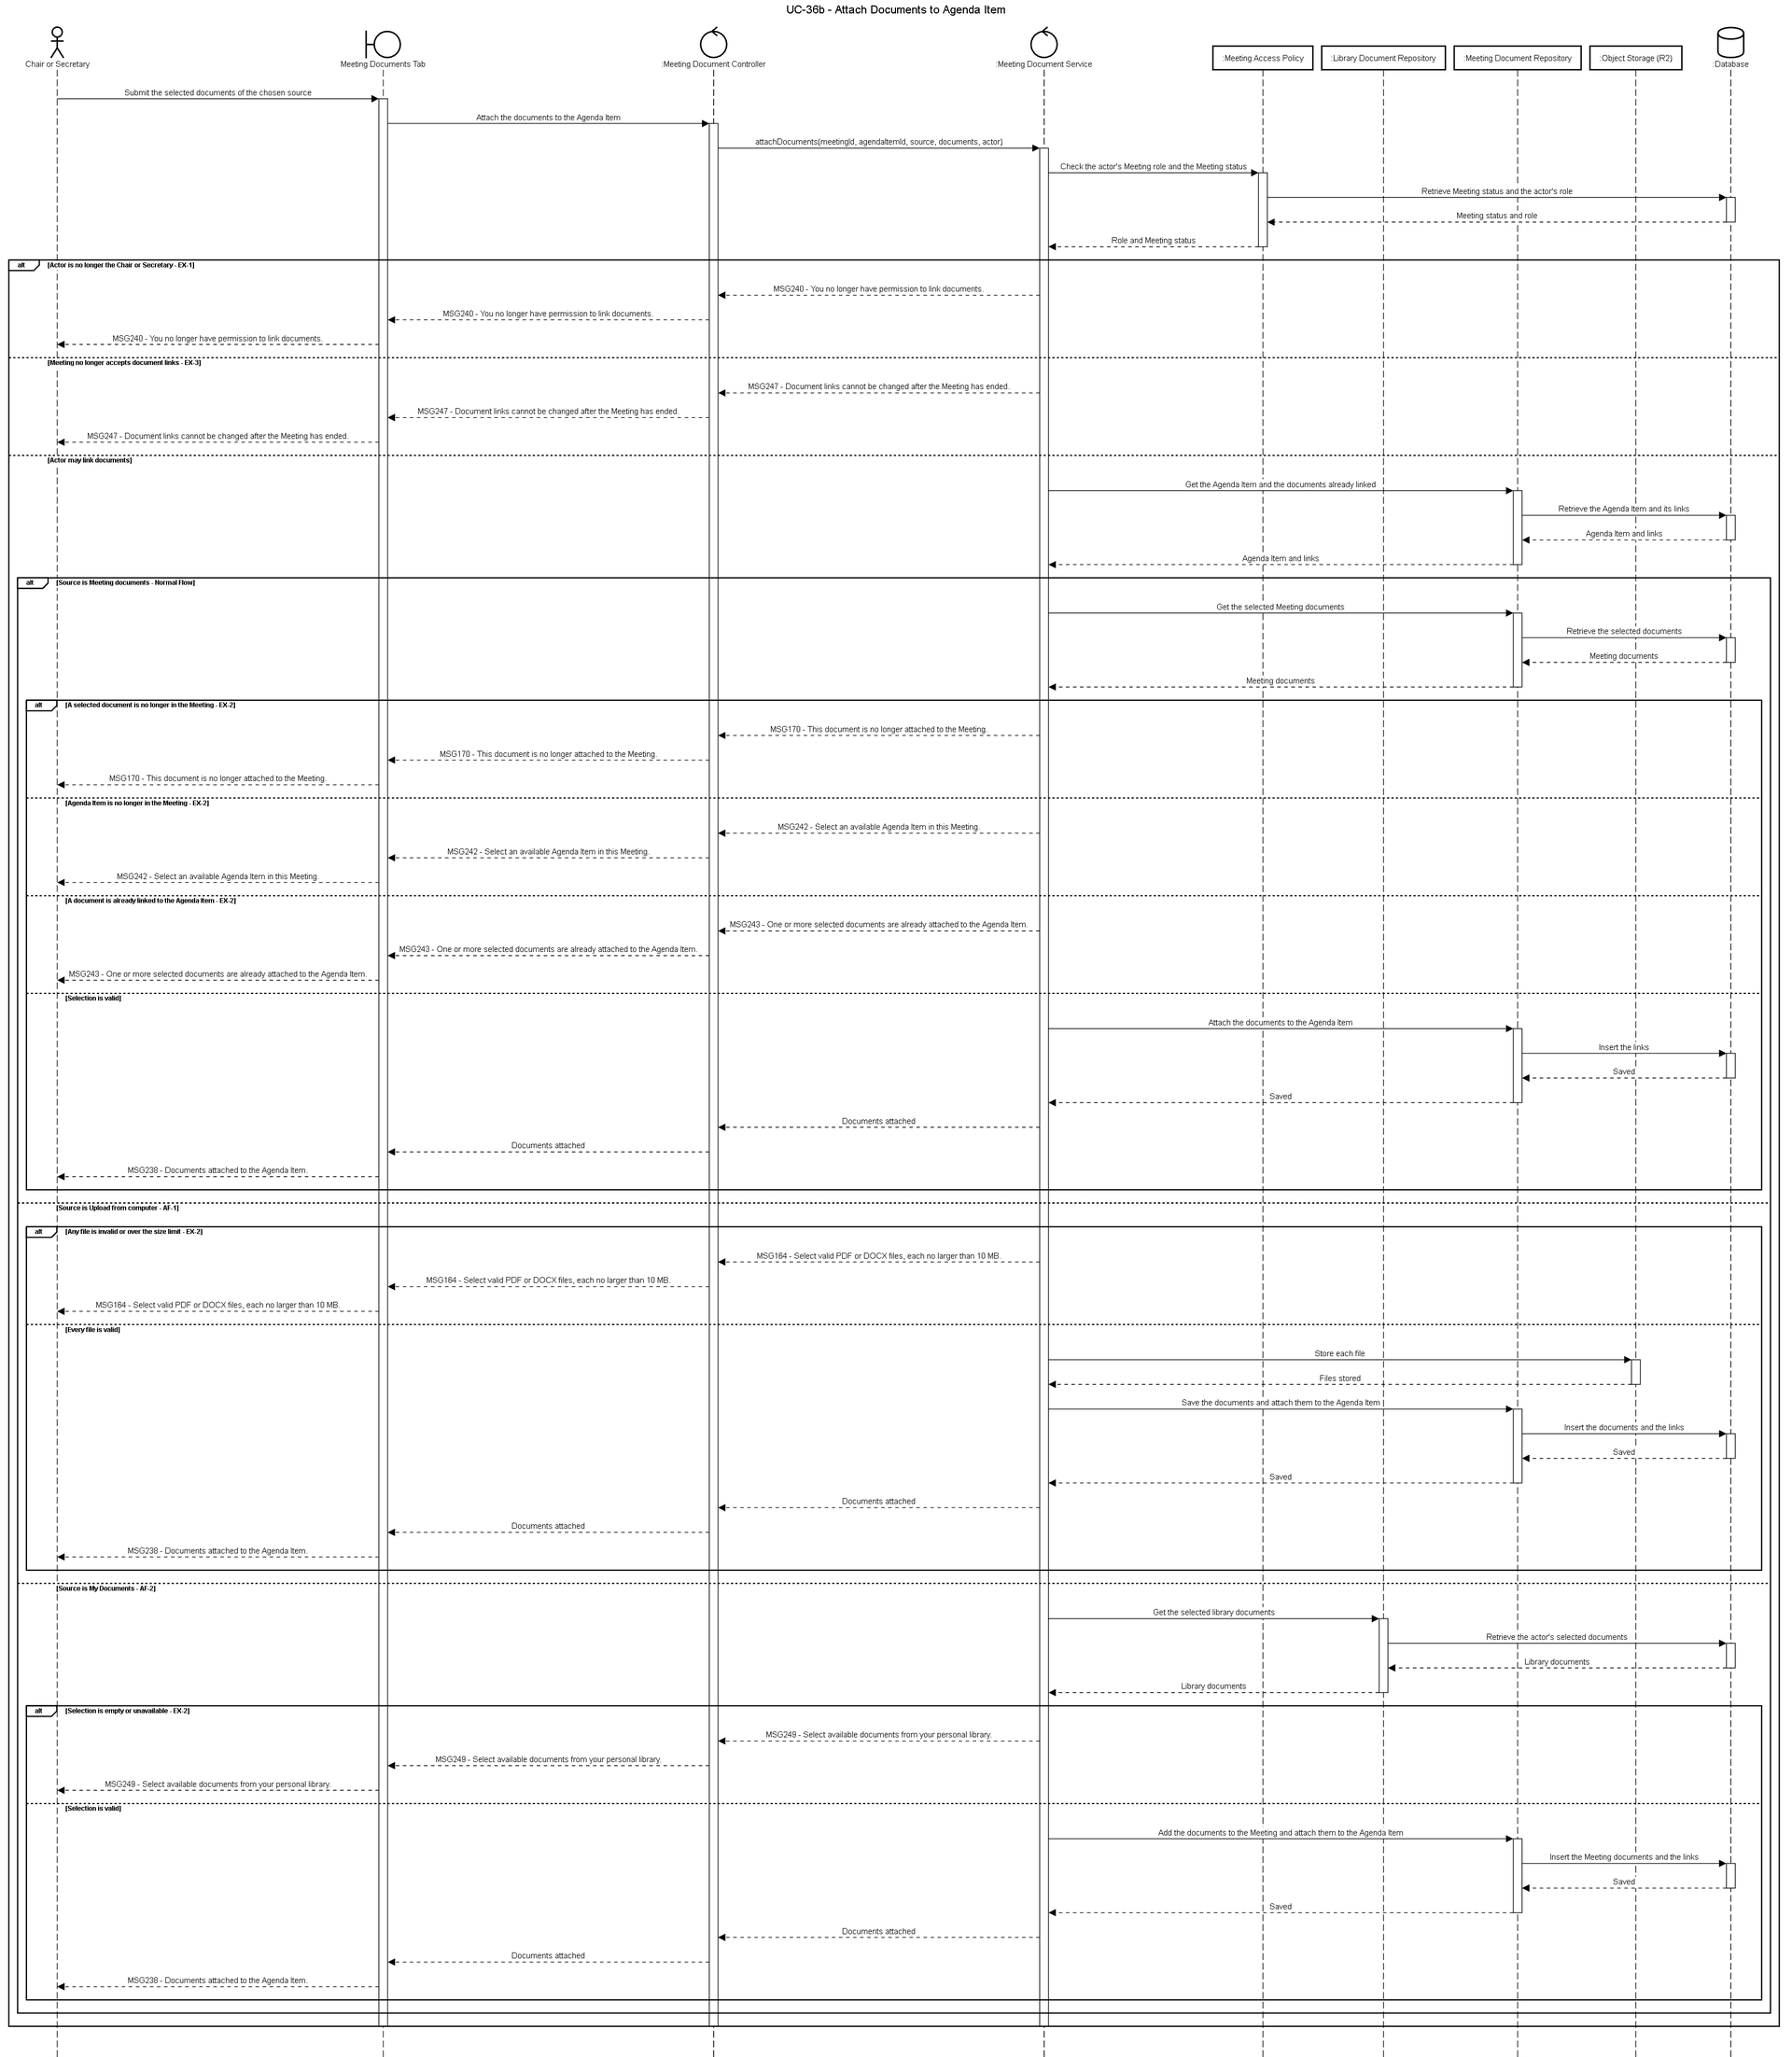 UC-36b - Attach Documents to Agenda Item
Chair or Secretary
Meeting Documents Tab
:Meeting Document Controller
:Meeting Document Service
:Meeting Access Policy
:Library Document Repository
:Meeting Document Repository
:Object Storage (R2)
:Database
Submit the selected documents of the chosen source
Attach the documents to the Agenda Item
attachDocuments(meetingId, agendaItemId, source, documents, actor)
Check the actor's Meeting role and the Meeting status
Retrieve Meeting status and the actor's role
Meeting status and role
Role and Meeting status
alt [Actor is no longer the Chair or Secretary - EX-1]
MSG240 - You no longer have permission to link documents.
MSG240 - You no longer have permission to link documents.
MSG240 - You no longer have permission to link documents.
[Meeting no longer accepts document links - EX-3]
MSG247 - Document links cannot be changed after the Meeting has ended.
MSG247 - Document links cannot be changed after the Meeting has ended.
MSG247 - Document links cannot be changed after the Meeting has ended.
[Actor may link documents]
Get the Agenda Item and the documents already linked
Retrieve the Agenda Item and its links
Agenda Item and links
Agenda Item and links
alt [Source is Meeting documents - Normal Flow]
Get the selected Meeting documents
Retrieve the selected documents
Meeting documents
Meeting documents
alt [A selected document is no longer in the Meeting - EX-2]
MSG170 - This document is no longer attached to the Meeting.
MSG170 - This document is no longer attached to the Meeting.
MSG170 - This document is no longer attached to the Meeting.
[Agenda Item is no longer in the Meeting - EX-2]
MSG242 - Select an available Agenda Item in this Meeting.
MSG242 - Select an available Agenda Item in this Meeting.
MSG242 - Select an available Agenda Item in this Meeting.
[A document is already linked to the Agenda Item - EX-2]
MSG243 - One or more selected documents are already attached to the Agenda Item.
MSG243 - One or more selected documents are already attached to the Agenda Item.
MSG243 - One or more selected documents are already attached to the Agenda Item.
[Selection is valid]
Attach the documents to the Agenda Item
Insert the links
Saved
Saved
Documents attached
Documents attached
MSG238 - Documents attached to the Agenda Item.
[Source is Upload from computer - AF-1]
alt [Any file is invalid or over the size limit - EX-2]
MSG164 - Select valid PDF or DOCX files, each no larger than 10 MB.
MSG164 - Select valid PDF or DOCX files, each no larger than 10 MB.
MSG164 - Select valid PDF or DOCX files, each no larger than 10 MB.
[Every file is valid]
Store each file
Files stored
Save the documents and attach them to the Agenda Item
Insert the documents and the links
Saved
Saved
Documents attached
Documents attached
MSG238 - Documents attached to the Agenda Item.
[Source is My Documents - AF-2]
Get the selected library documents
Retrieve the actor's selected documents
Library documents
Library documents
alt [Selection is empty or unavailable - EX-2]
MSG249 - Select available documents from your personal library.
MSG249 - Select available documents from your personal library.
MSG249 - Select available documents from your personal library.
[Selection is valid]
Add the documents to the Meeting and attach them to the Agenda Item
Insert the Meeting documents and the links
Saved
Saved
Documents attached
Documents attached
MSG238 - Documents attached to the Agenda Item.